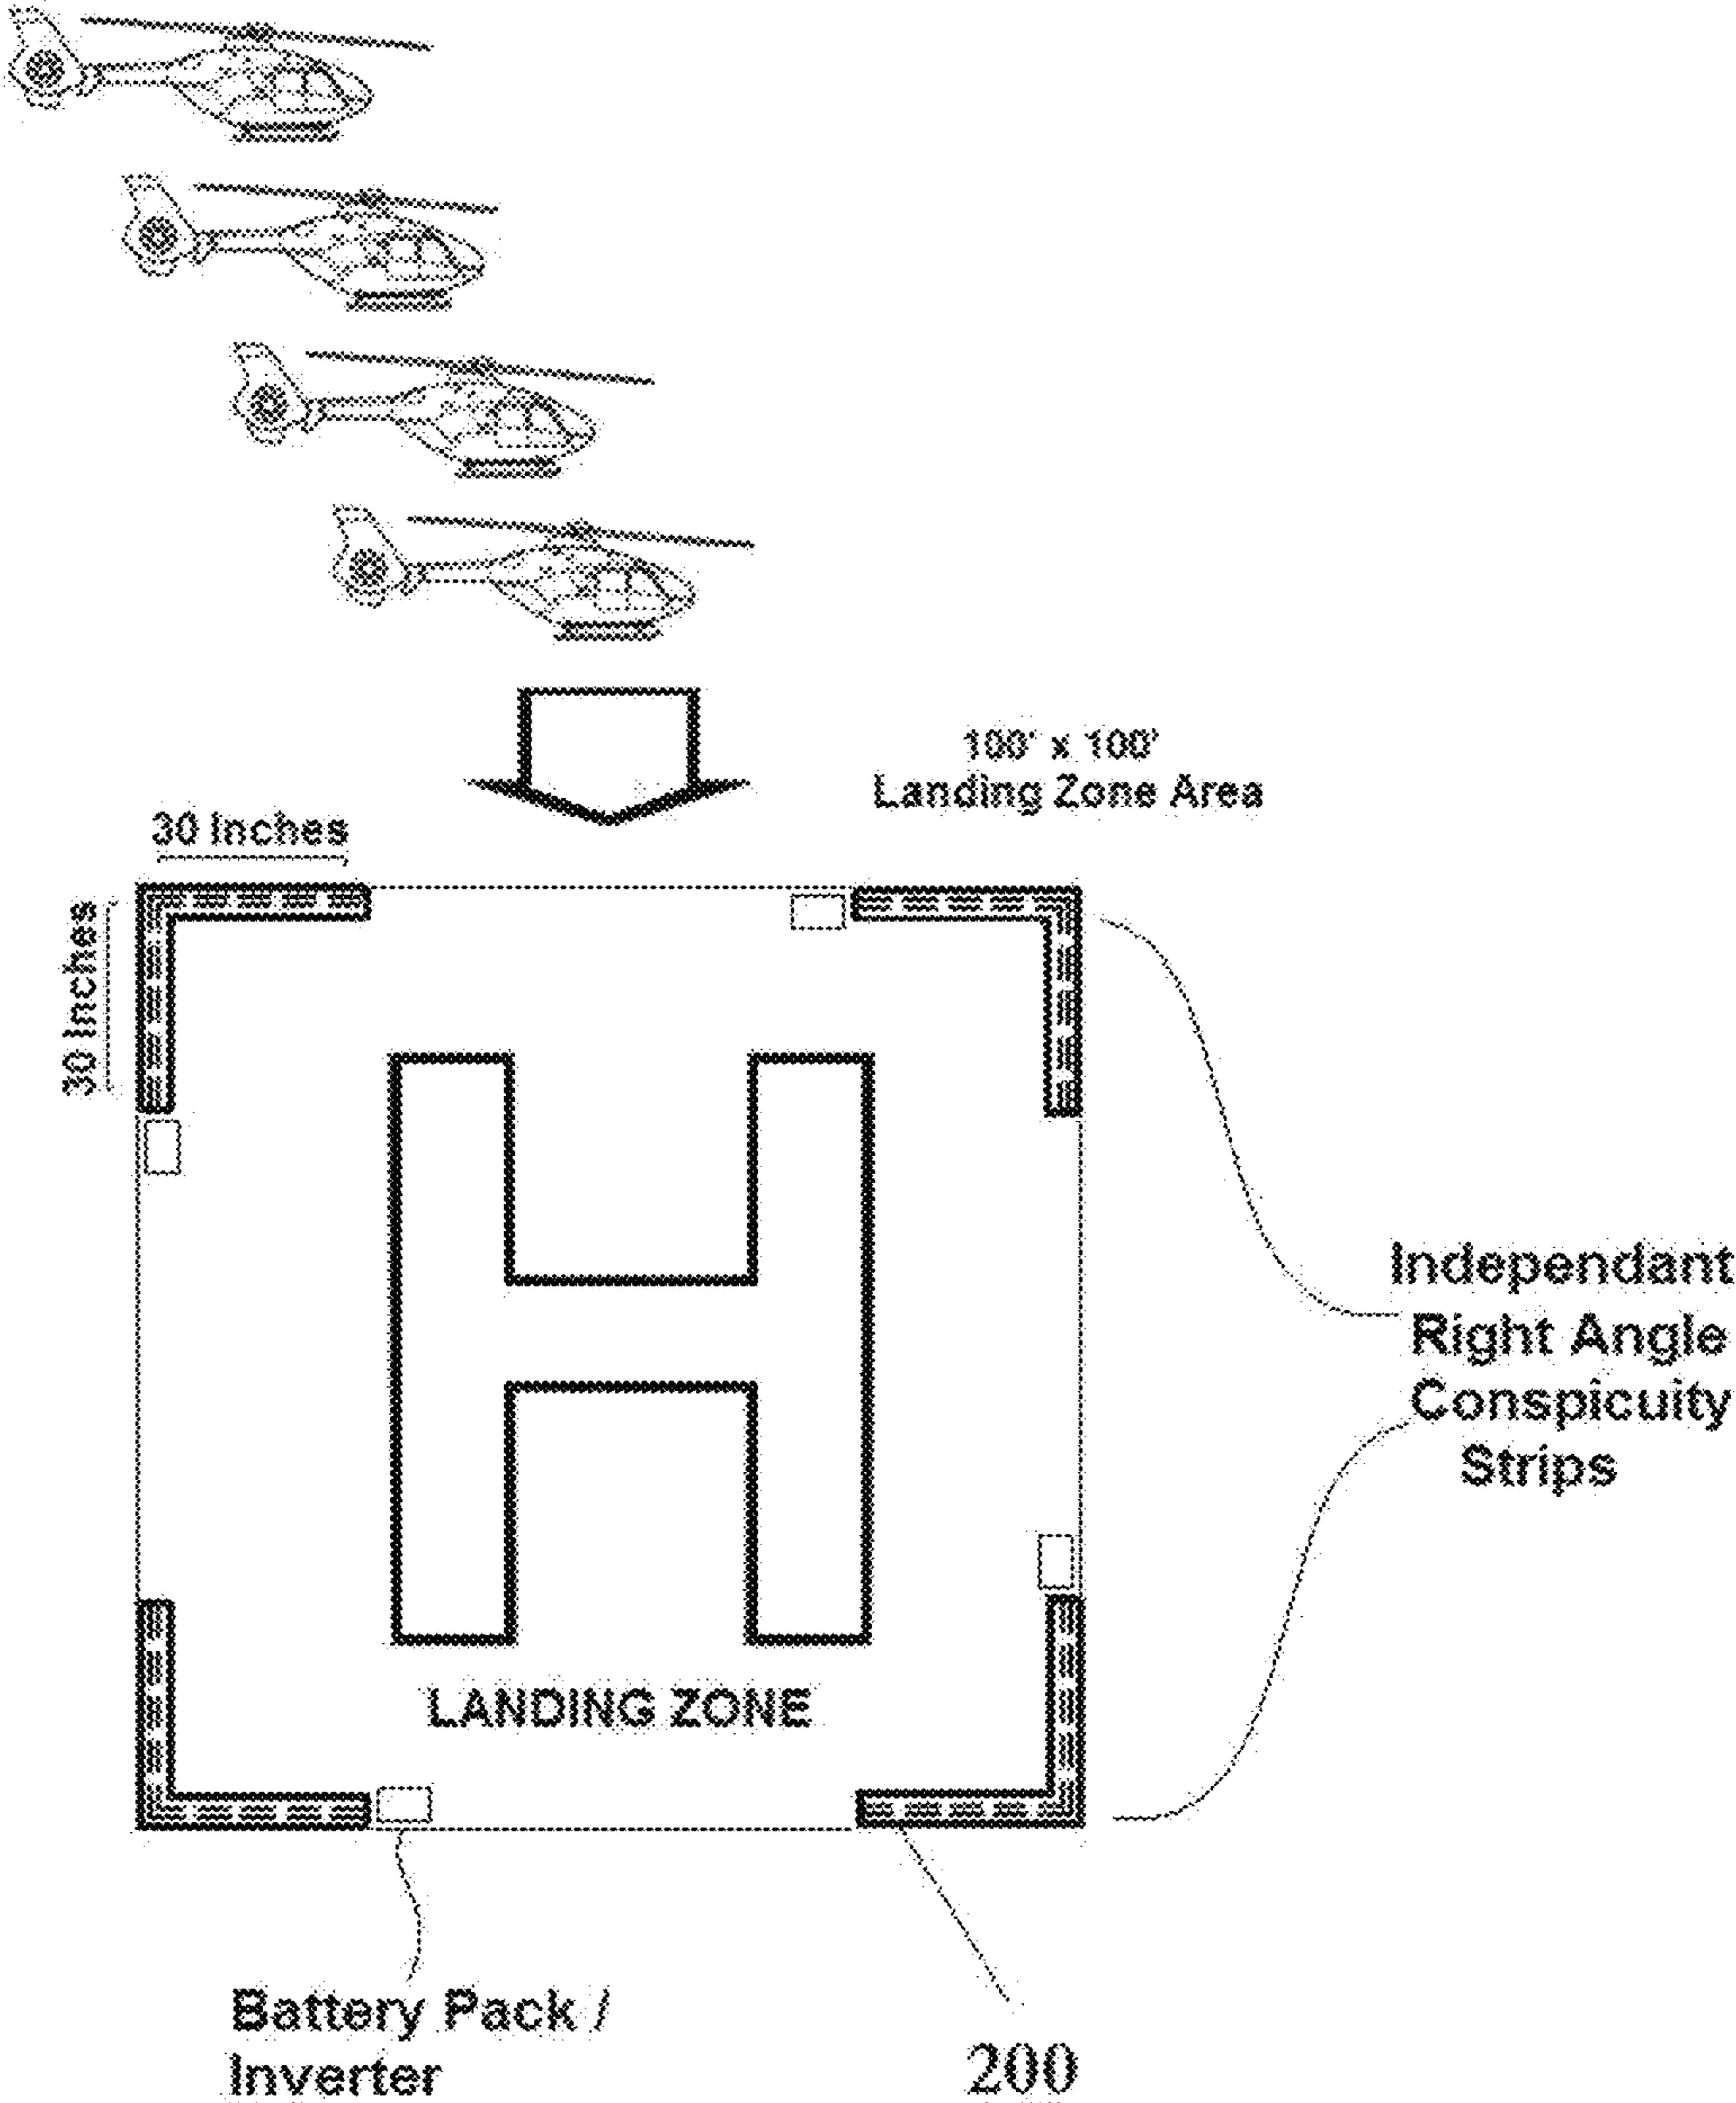 100' x 100'
Landing Zone Area
30 Inches
30 Inches
H
Independant
Right Angle
Conspicuity
Strips
LANDING ZONE
Battery Pack /
Inverter
200